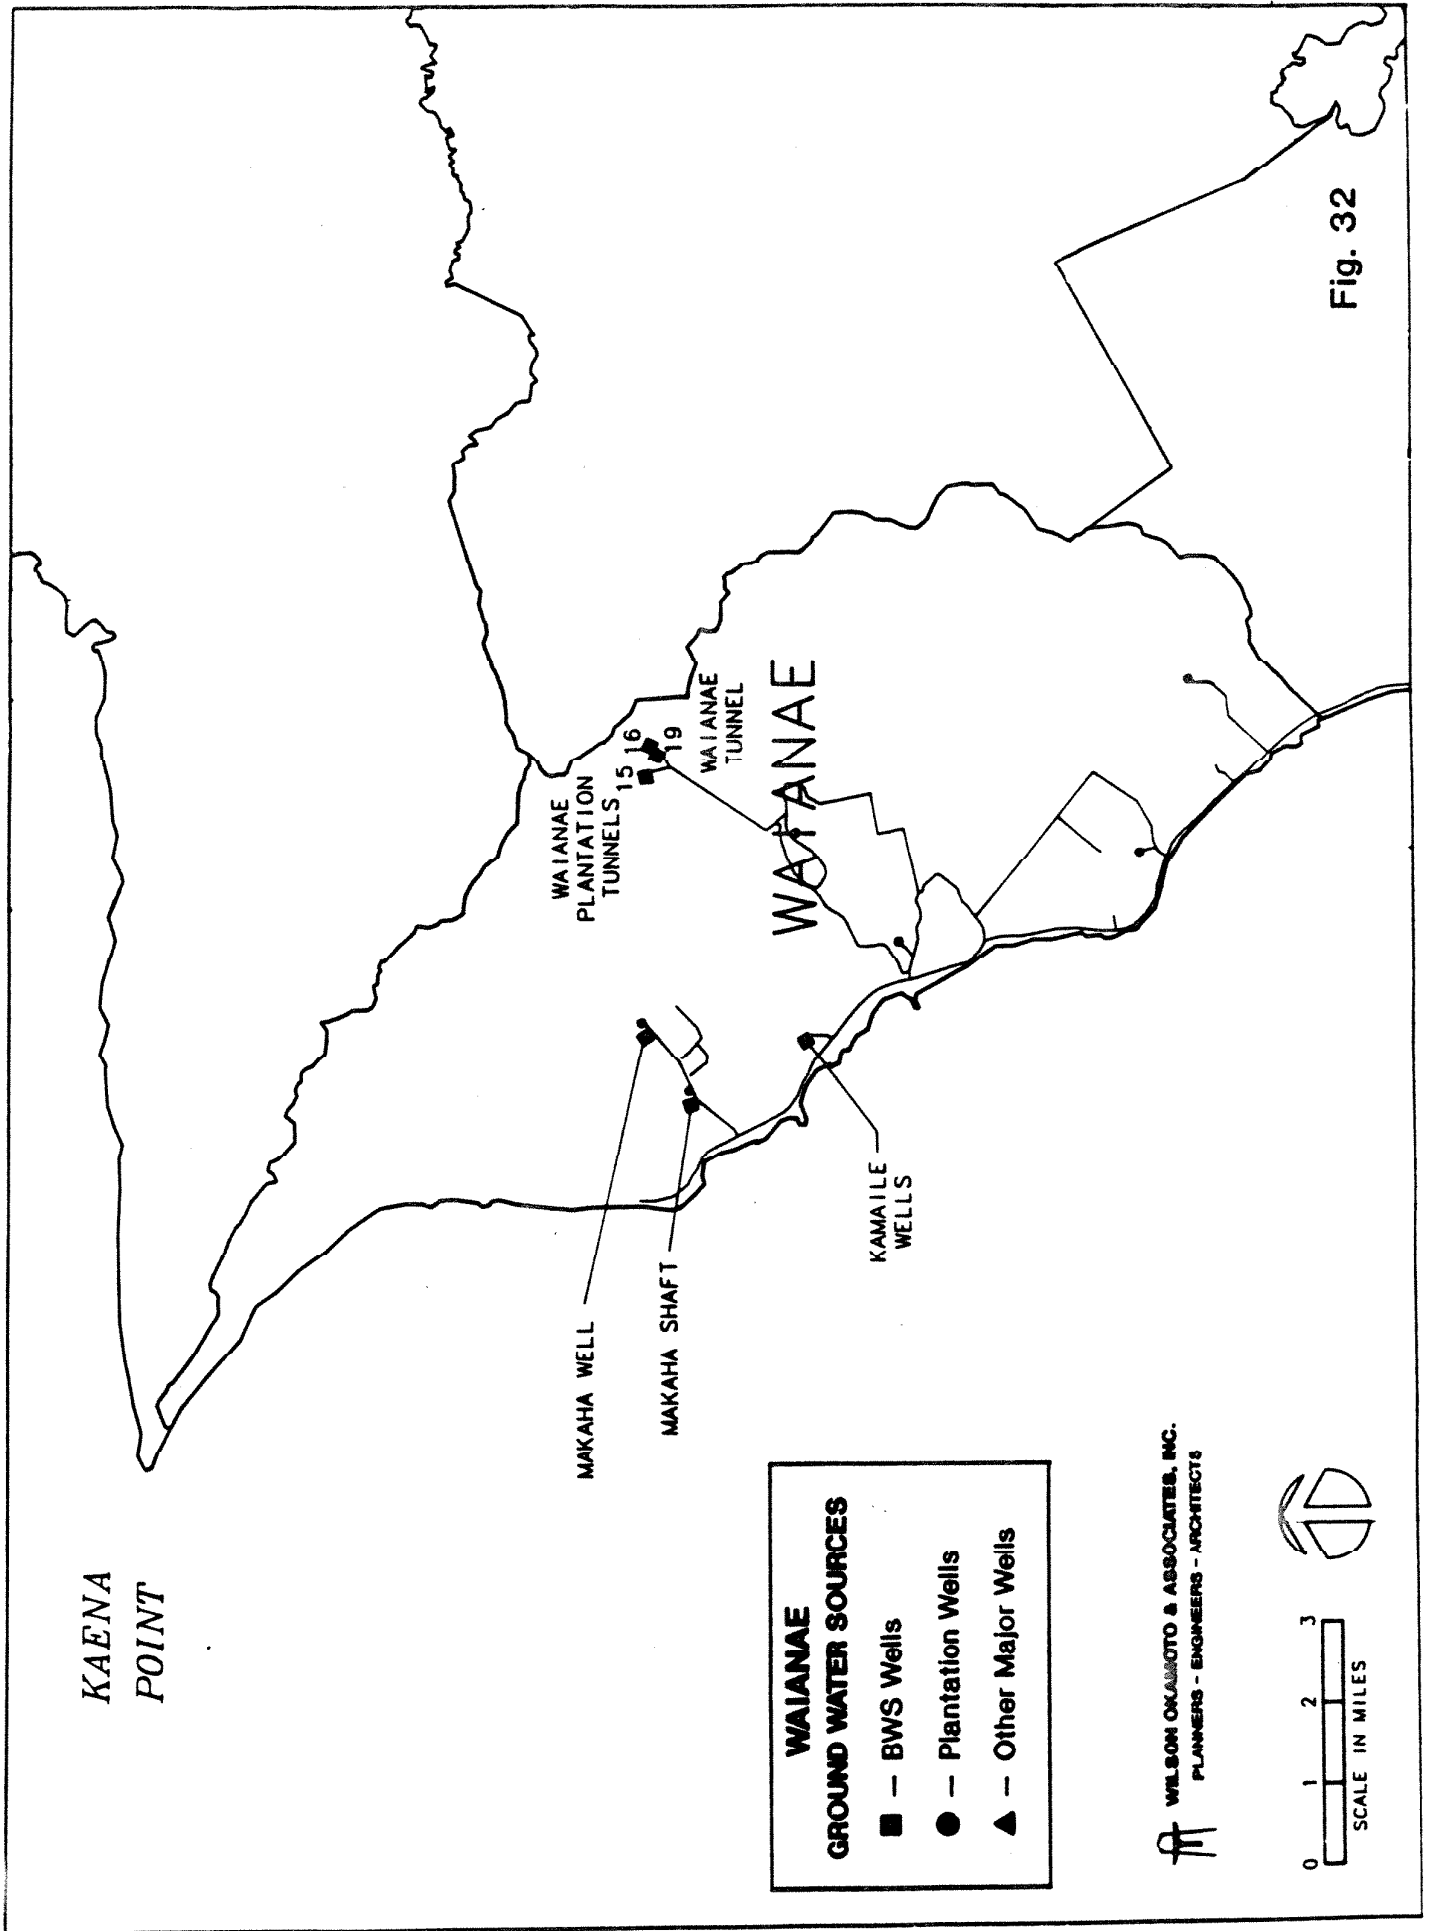 KAENA
POINT
WAIANAE
PLANTATION
TUNNELS
15
16
19
WAIANAE
TUNNEL
WAIANAE
MAKAHA WELL
MAKAHA SHAFT
KAMAILE
WELLS
WAIANAE
GROUND WATER SOURCES
– BWS Wells
– Plantation Wells
– Other Major Wells
WILSON OKAMOTO & ASSOCIATES, INC.
PLANNERS - ENGINEERS - ARCHITECTS
0 1 2 3
SCALE IN MILES
Fig. 32